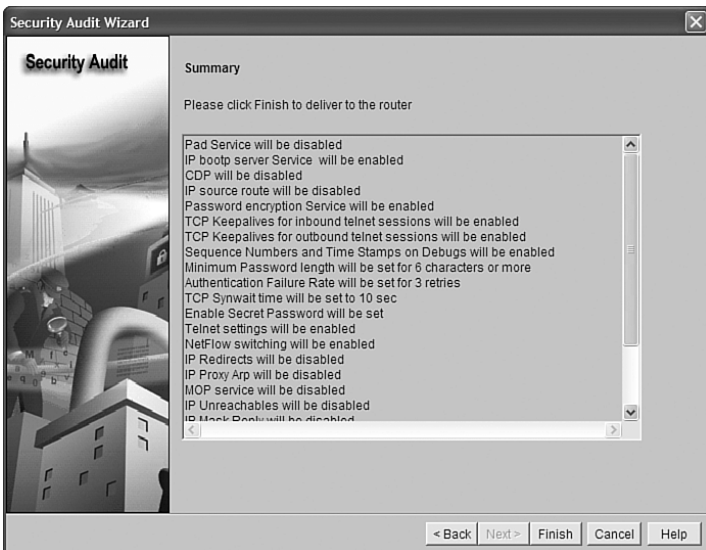 Security Audit Wizard
Security Audit
Summary
Please click Finish to deliver to the router
Pad Service will be disabled
IP bootp server Service will be enabled
CDP will be disabled
IP source route will be disabled
Password encryption Service will be enabled
TCP Keepalives for inbound telnet sessions will be enabled
TCP Keepalives for outbound telnet sessions will be enabled
Sequence Numbers and Time Stamps on Debugs will be enabled
Minimum Password length will be set for 6 characters or more
Authentication Failure Rate will be set for 3 retries
TCP Synwait time will be set to 10 sec
Enable Secret Password will be set
Telnet settings will be enabled
NetFlow switching will be enabled
IP Redirects will be disabled
IP Proxy Arp will be disabled
MOP service will be disabled
IP Unreachables will be disabled
IP Mask Reply will be disabled
< Back Next > Finish Cancel Help